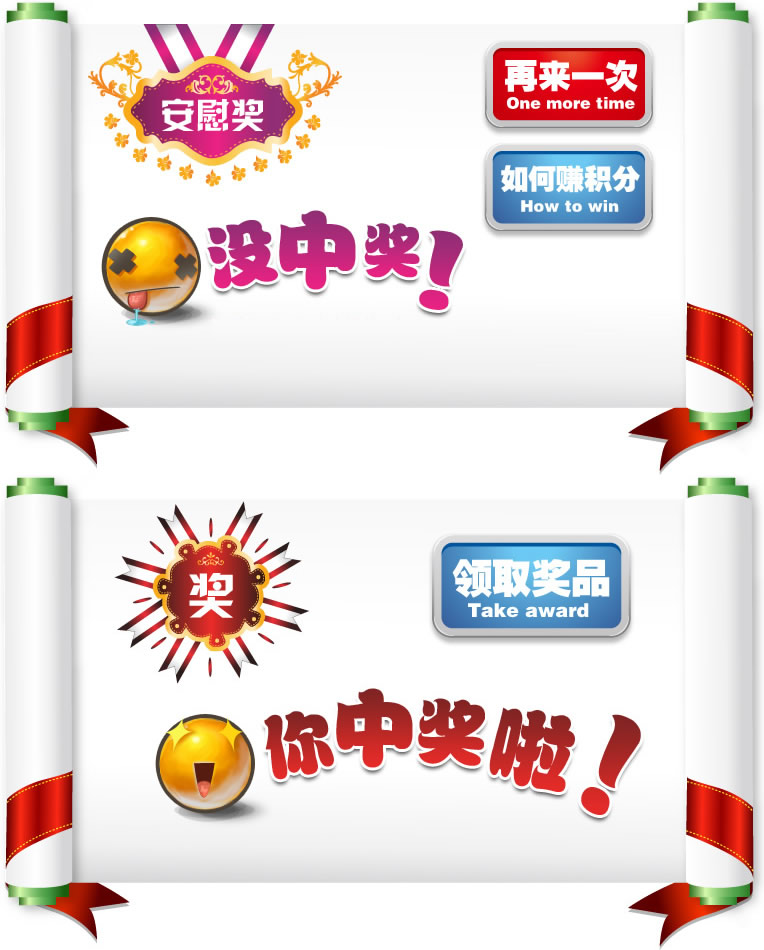 安慰奖
再来一次
One more time
如何赚积分
How to win
没中奖!
奖
领取奖品
Take award
你中奖啦!